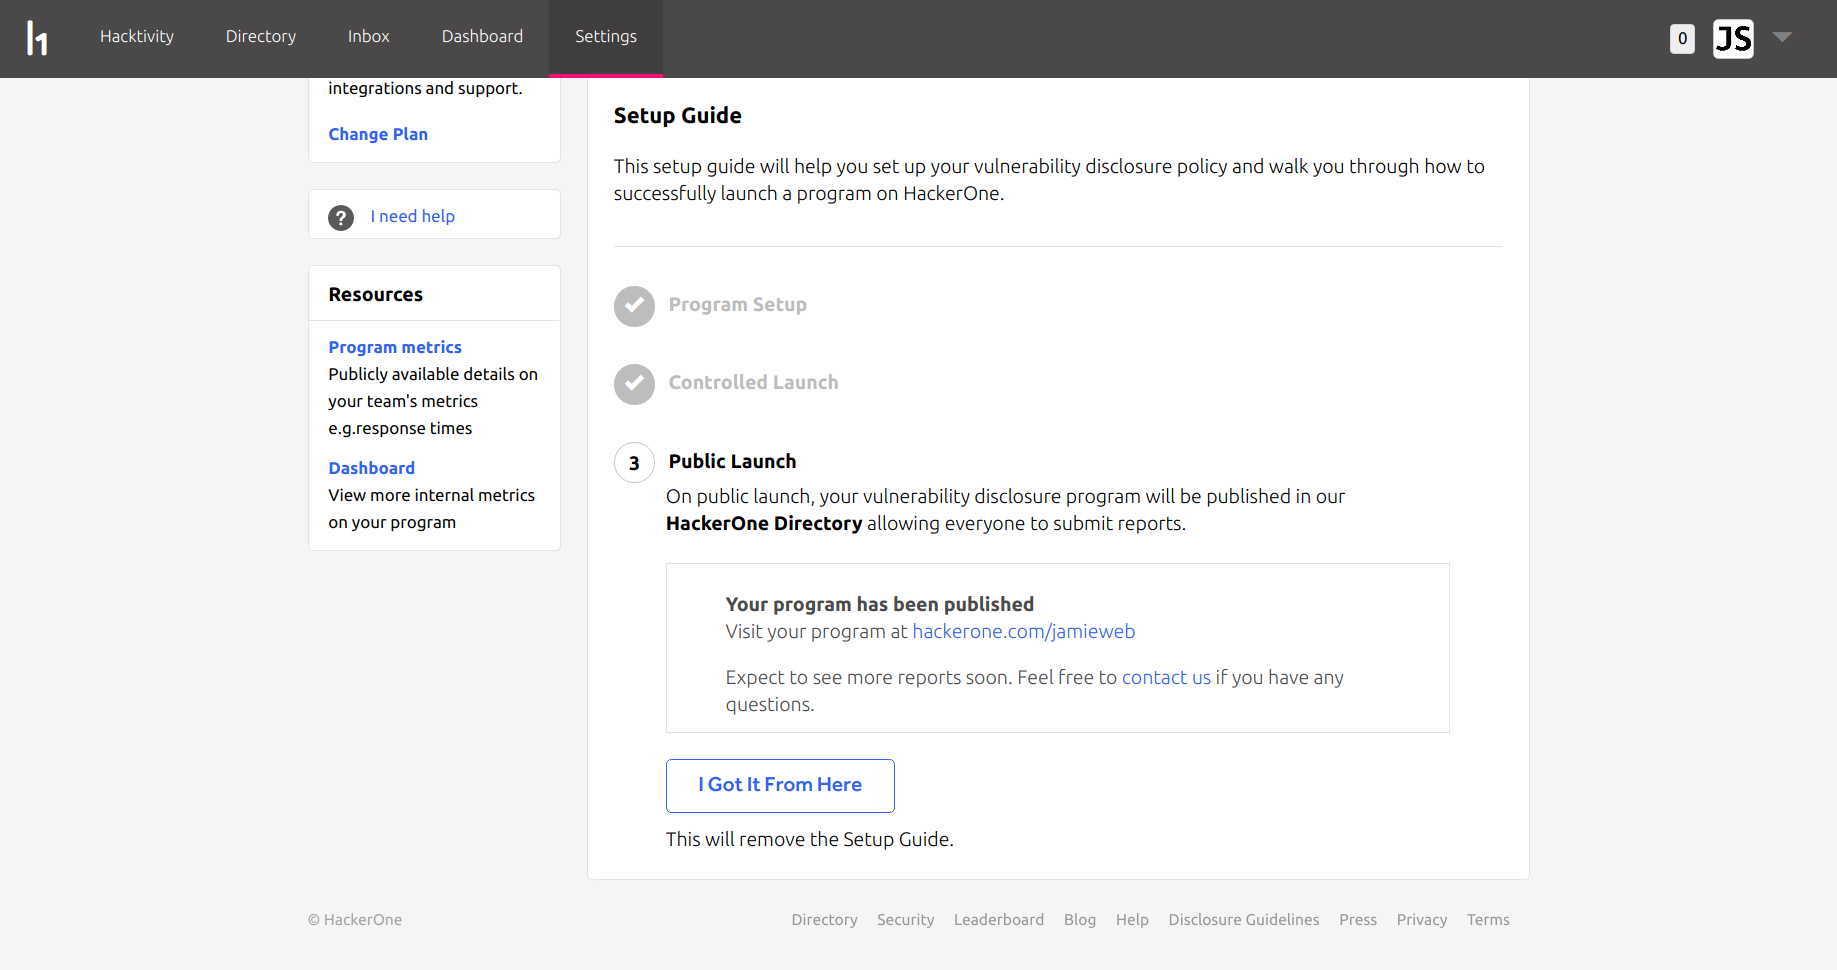 Hacktivity Directory Inbox Dashboard Settings 0 JS
integrations and support.
Change Plan
? I need help
Resources
Program metrics
Publicly available details on
your team's metrics
e.g.response times
Dashboard
View more internal metrics
on your program
Setup Guide
This setup guide will help you set up your vulnerability disclosure policy and walk you through how to
successfully launch a program on HackerOne.
Program Setup
Controlled Launch
3 Public Launch
On public launch, your vulnerability disclosure program will be published in our
HackerOne Directory allowing everyone to submit reports.
Your program has been published
Visit your program at hackerone.com/jamieweb
Expect to see more reports soon. Feel free to contact us if you have any
questions.
I Got It From Here
This will remove the Setup Guide.
© HackerOne Directory Security Leaderboard Blog Help Disclosure Guidelines Press Privacy Terms